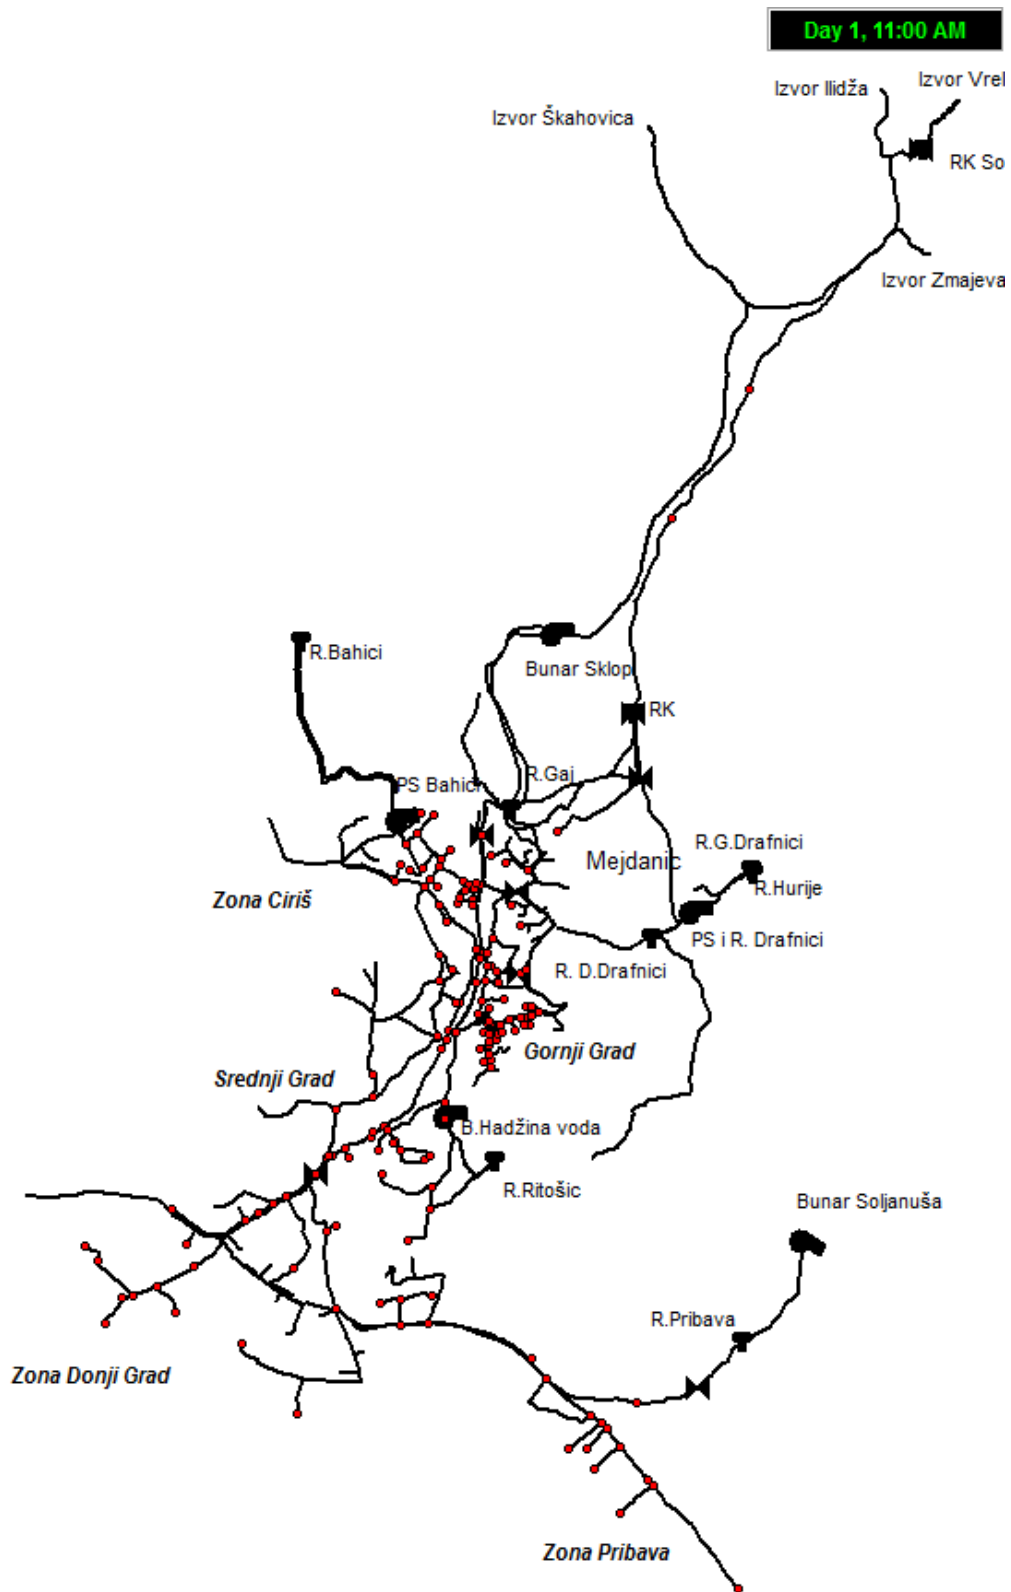 Day 1, 11:00 AM
Izvor Vrel
Izvor Ilidža
Izvor Škahovica
RK So
Izvor Zmajeva
R.Bahici
Bunar Sklop
RK
R.Gaj
PS Bahici
R.G.Drafnici
Mejdanic
R.Hurije
Zona Ciriš
PS i R. Drafnici
R. D.Drafnici
Gornji Grad
Srednji Grad
B.Hadžina voda
R.Ritošic
Bunar Soljanuša
R.Pribava
Zona Donji Grad
Zona Pribava